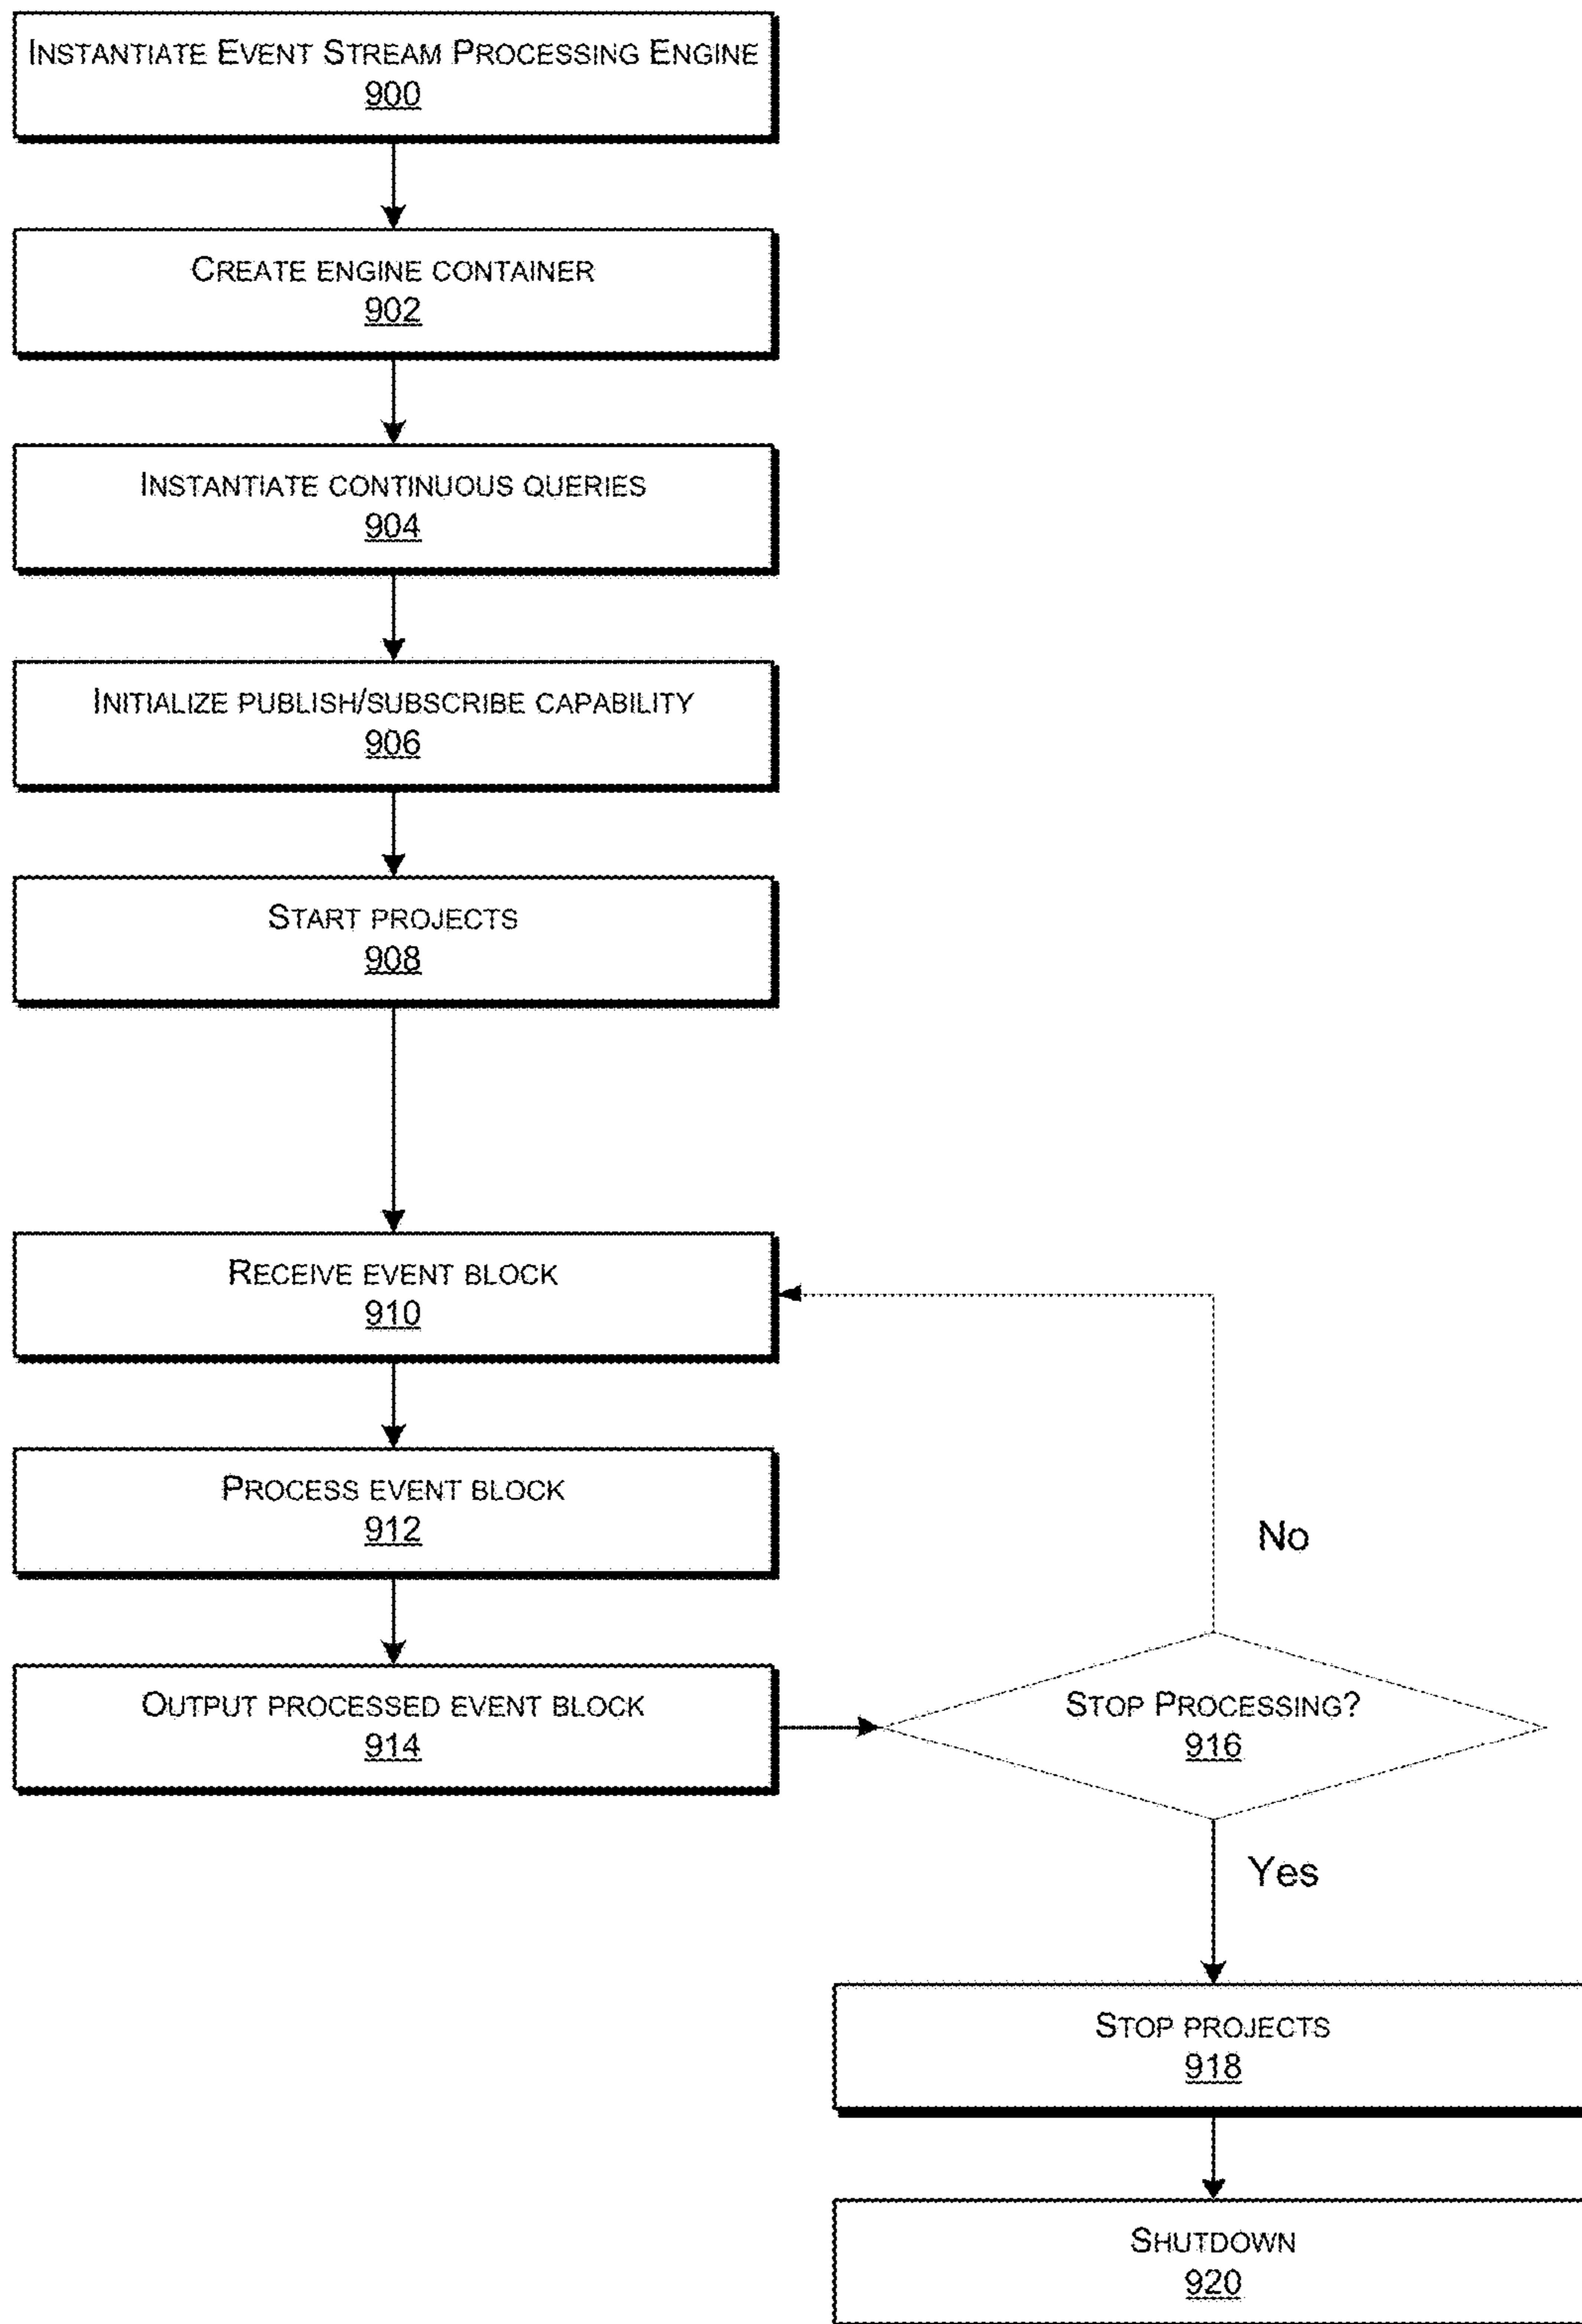 INSTANTIATE EVENT STREAM PROCESSING ENGINE
900
CREATE ENGINE CONTAINER
902
INSTANTIATE CONTINUOUS QUERIES
904
INITIALIZE PUBLISH/SUBSCRIBE CAPABILITY
906
START PROJECTS
908
RECEIVE EVENT BLOCK
910
PROCESS EVENT BLOCK
912
No
OUTPUT PROCESSED EVENT BLOCK
914
STOP PROCESSING?
916
Yes
STOP PROJECTS
918
SHUTDOWN
920